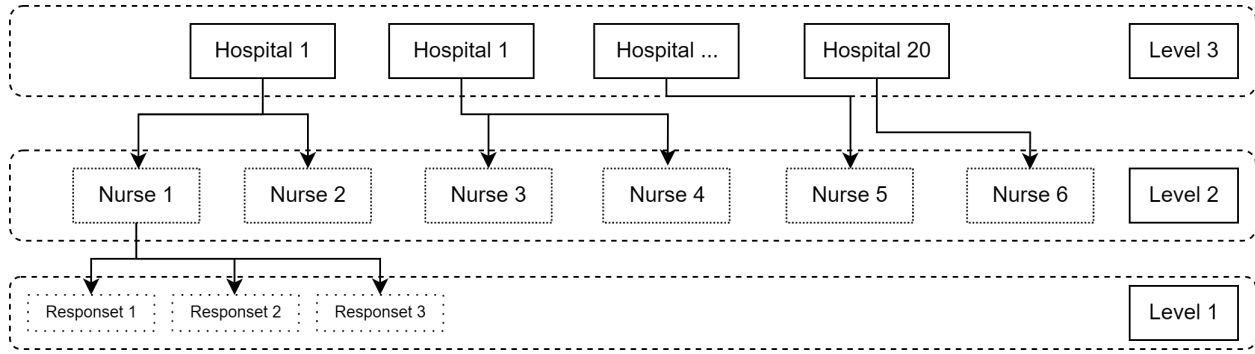 Hospital 1
Hospital 1
Hospital ...
Hospital 20
Level 3
Nurse 1
Nurse 2
Nurse 3
Nurse 4
Nurse 5
Nurse 6
Level 2
Responset 1
Responset 2
Responset 3
Level 1